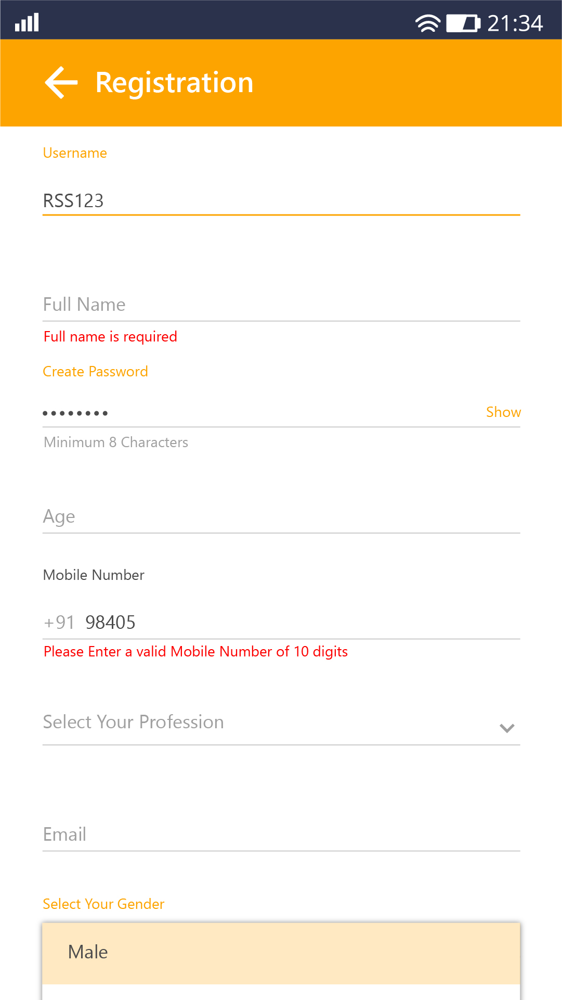 21:34
Registration
Username
RSS123
Full Name
Full name is required
Create Password
••••••••
Show
Minimum 8 Characters
Age
Mobile Number
+91 98405
Please Enter a valid Mobile Number of 10 digits
Select Your Profession
Email
Select Your Gender
Male